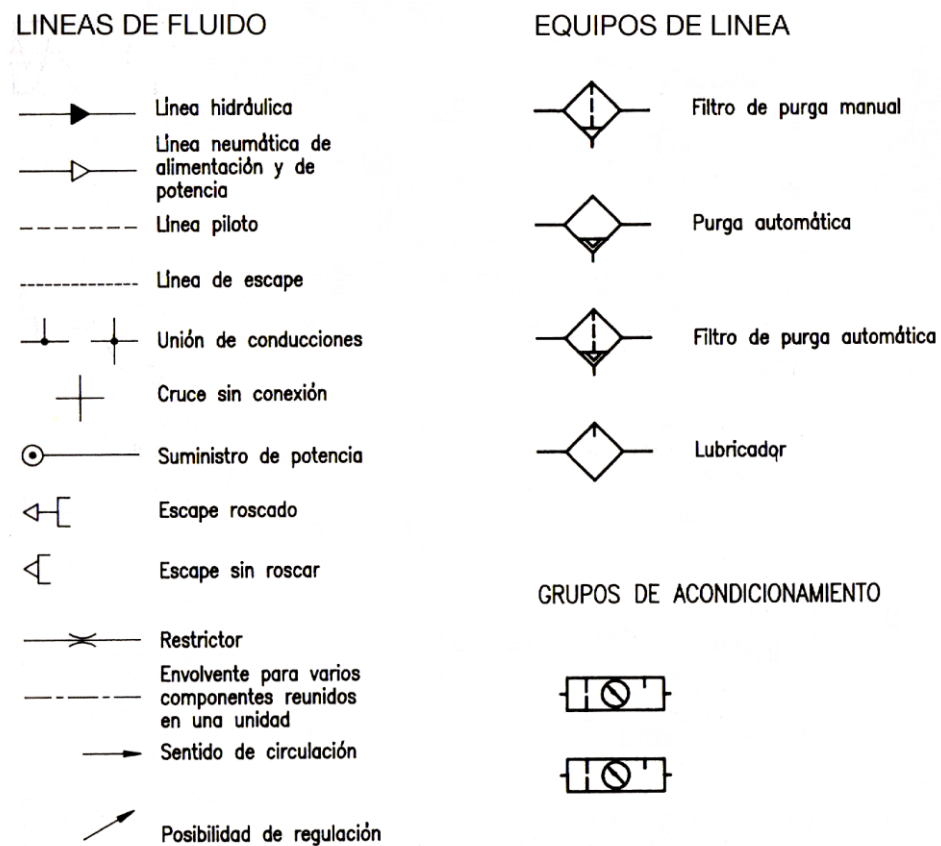 LINEAS DE FLUIDO
Línea hidráulica
Línea neumática de
alimentación y de
potencia
Línea piloto
Línea de escape
Unión de conducciones
Cruce sin conexión
Suministro de potencia
Escape roscado
Escape sin roscar
Restrictor
Envolvente para varios
componentes reunidos
en una unidad
Sentido de circulación
Posibilidad de regulación
EQUIPOS DE LINEA
Filtro de purga manual
Purga automática
Filtro de purga automática
Lubricador
GRUPOS DE ACONDICIONAMIENTO